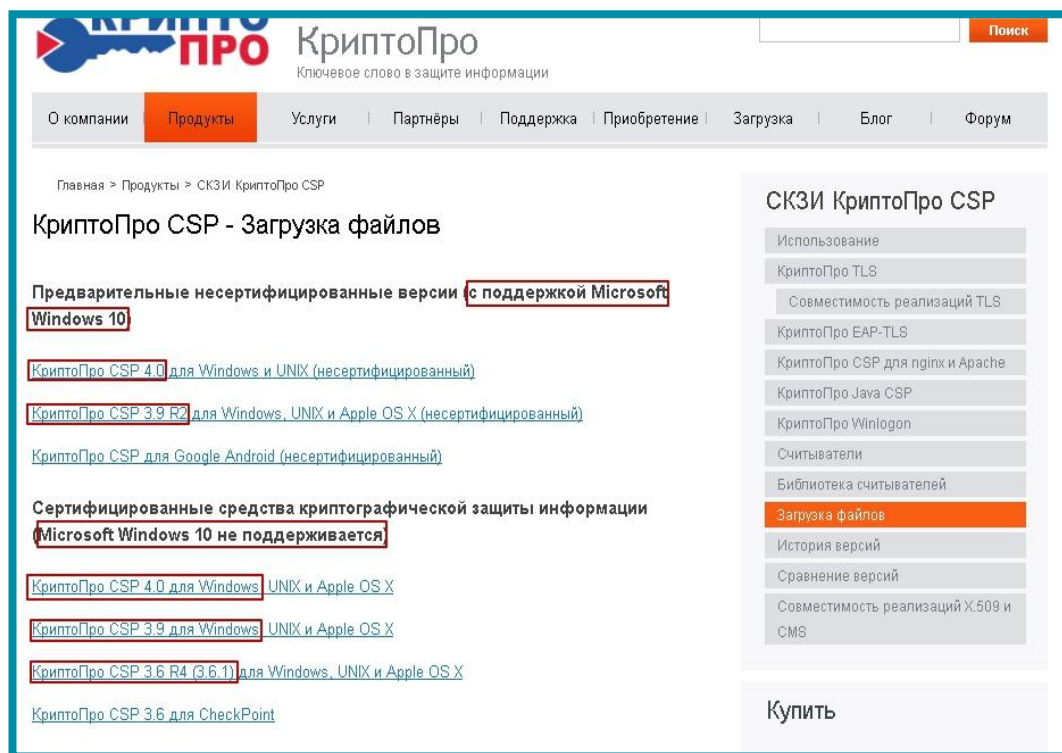 КРИПТО
ПРО
КриптоПро
Ключевое слово в защите информации
Поиск
О компании
Продукты
Услуги
Партнёры
Поддержка
Приобретение
Загрузка
Блог
Форум
Главная > Продукты > СКЗИ КриптоПро CSP
КриптоПро CSP - Загрузка файлов
Предварительные несертифицированные версии (с поддержкой Microsoft
Windows 10)
КриптоПро CSP 4.0 для Windows и UNIX (несертифицированный)
КриптоПро CSP 3.9 R2 для Windows, UNIX и Apple OS X (несертифицированный)
КриптоПро CSP для Google Android (несертифицированный)
Сертифицированные средства криптографической защиты информации
(Microsoft Windows 10 не поддерживается)
КриптоПро CSP 4.0 для Windows, UNIX и Apple OS X
КриптоПро CSP 3.9 для Windows, UNIX и Apple OS X
КриптоПро CSP 3.6 R4 (3.6.1) для Windows, UNIX и Apple OS X
КриптоПро CSP 3.6 для CheckPoint
СКЗИ КриптоПро CSP
Использование
КриптоПро TLS
Совместимость реализаций TLS
КриптоПро EAP-TLS
КриптоПро CSP для nginx и Apache
КриптоПро Java CSP
КриптоПро Winlogon
Считыватели
Библиотека считывателей
Загрузка файлов
История версий
Сравнение версий
Совместимость реализаций X.509 и
CMS
Купить